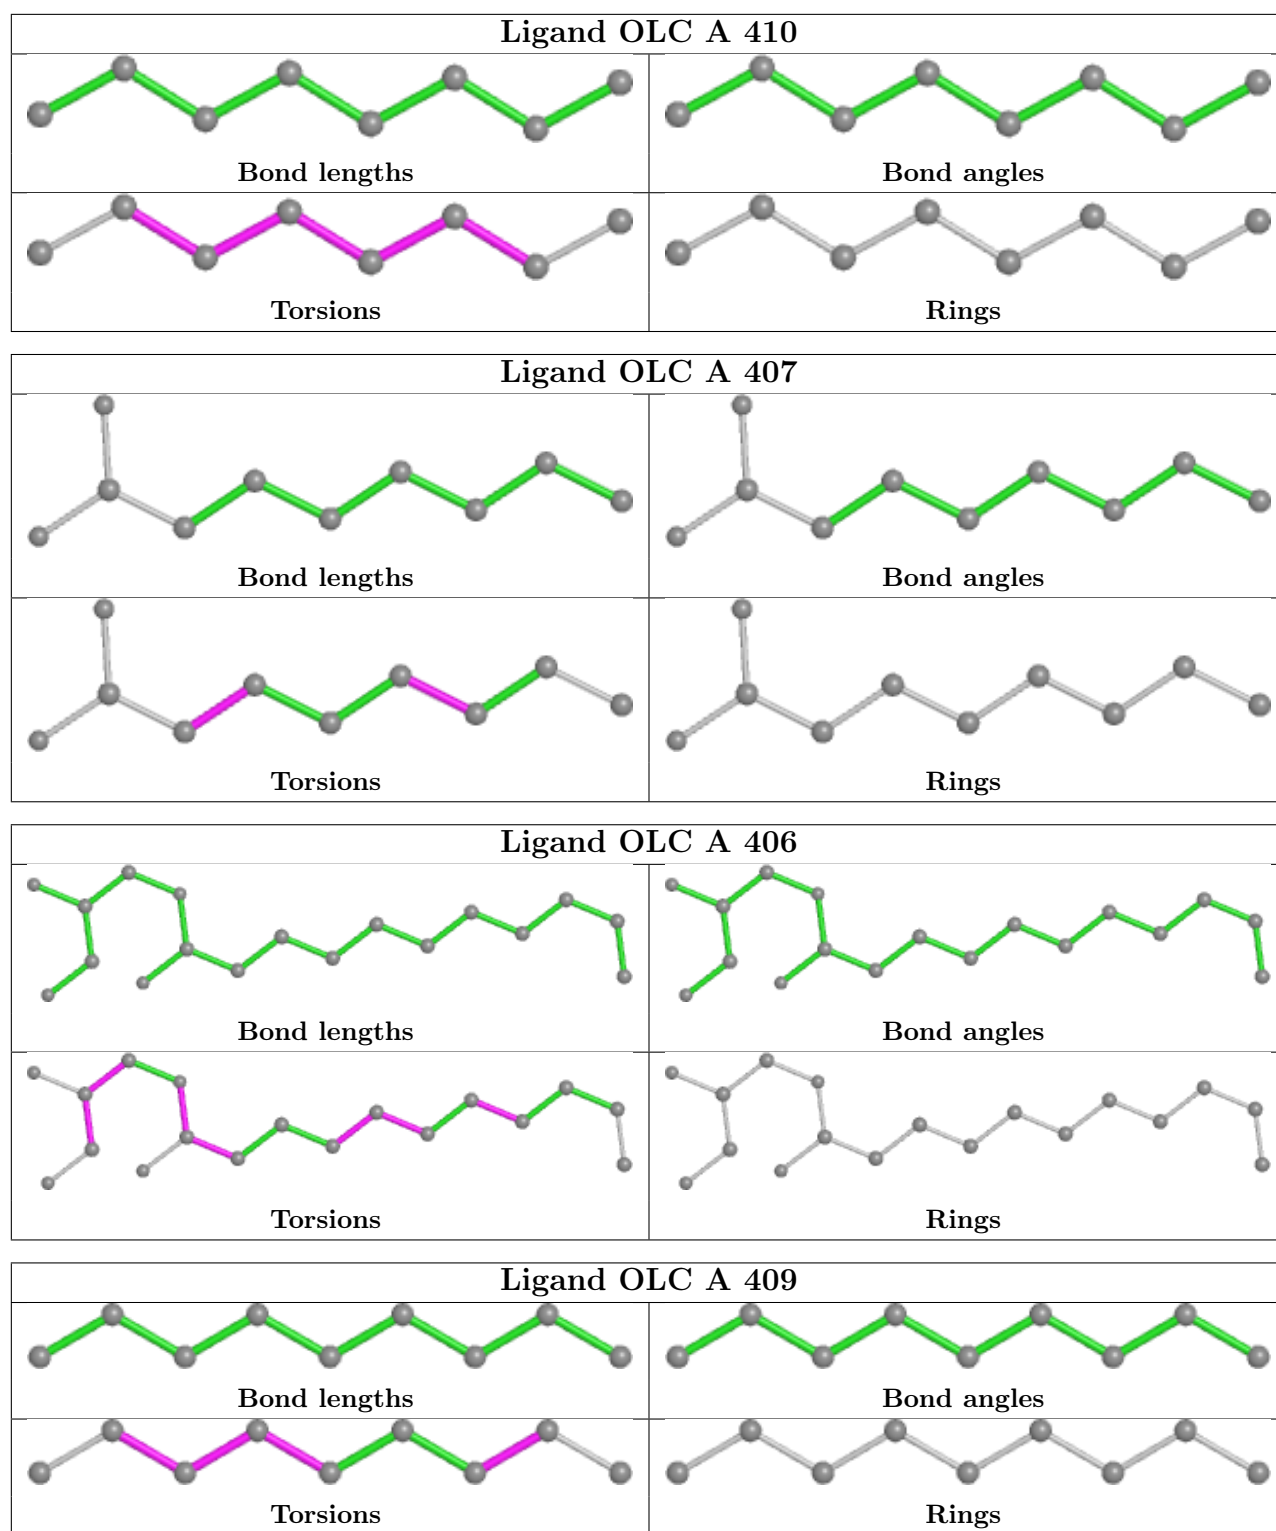 Ligand OLC A 410
Bond lengths
Bond angles
Torsions
Rings
Ligand OLC A 407
Bond lengths
Bond angles
Torsions
Rings
Ligand OLC A 406
Bond lengths
Bond angles
Torsions
Rings
Ligand OLC A 409
Bond lengths
Bond angles
Torsions
Rings